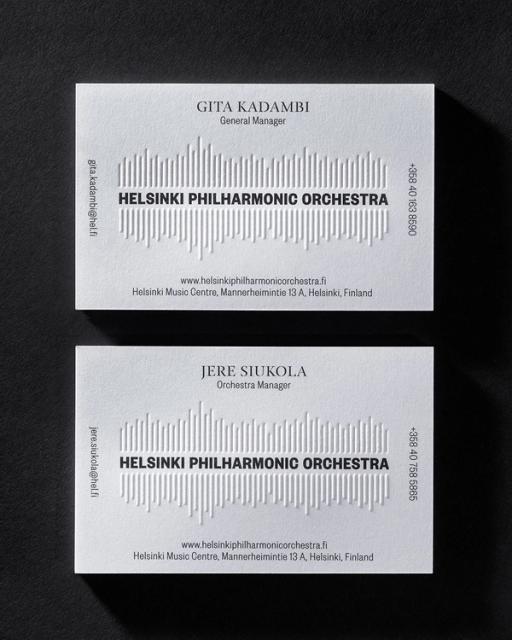 GITA KADAMBI
General Manager
gita.kadambi@hel.fi
HELSINKI PHILHARMONIC ORCHESTRA
+358 40 163 8590
www.helsinkiphilharmonicorchestra.fi
Helsinki Music Centre, Mannerheimintie 13 A, Helsinki, Finland
JERE SIUKOLA
Orchestra Manager
jere.siukola@hel.fi
HELSINKI PHILHARMONIC ORCHESTRA
+358 40 758 5865
www.helsinkiphilharmonicorchestra.fi
Helsinki Music Centre, Mannerheimintie 13 A, Helsinki, Finland